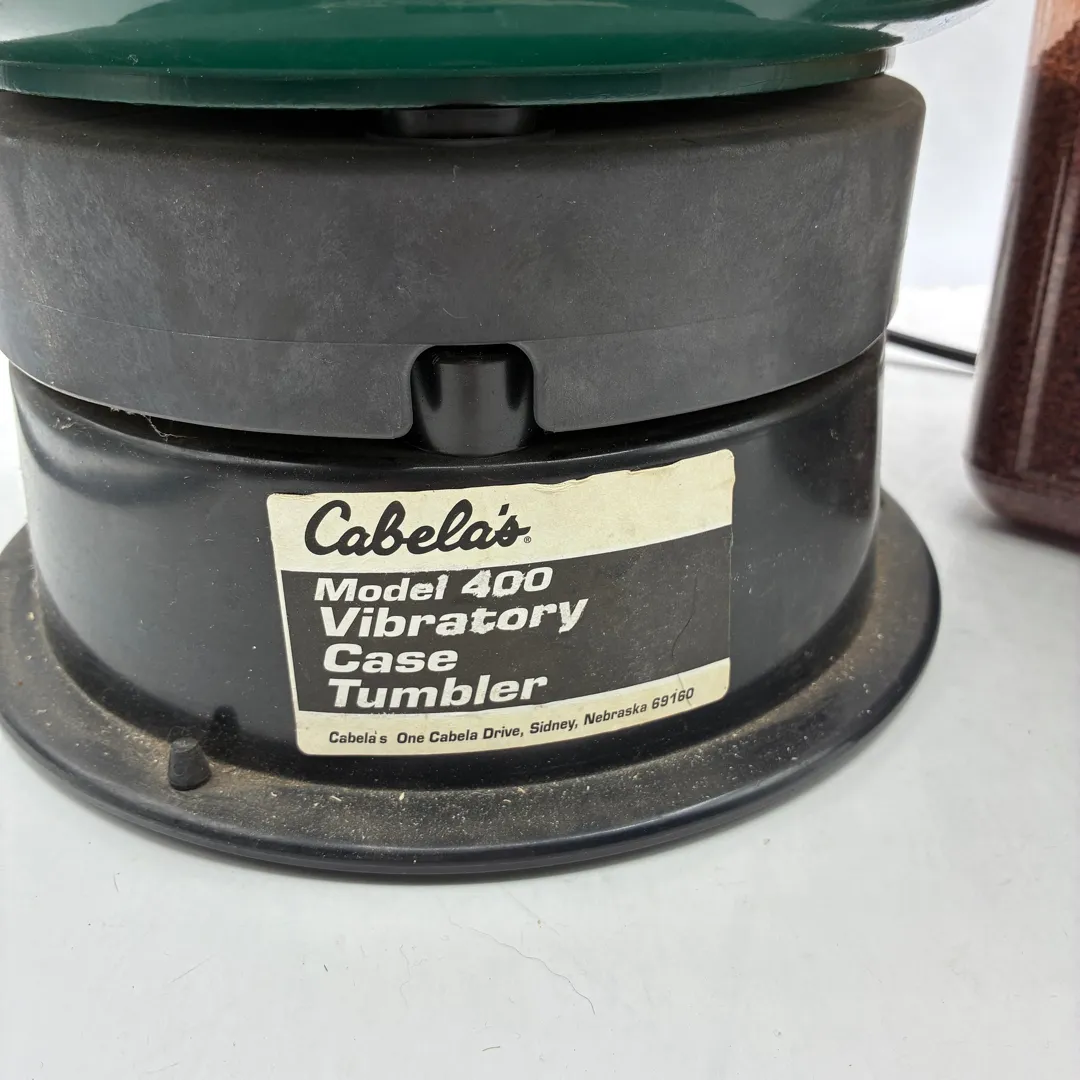 Cabela's®
Model 400
Vibratory
Case
Tumbler
Cabela's One Cabela Drive, Sidney, Nebraska 69160